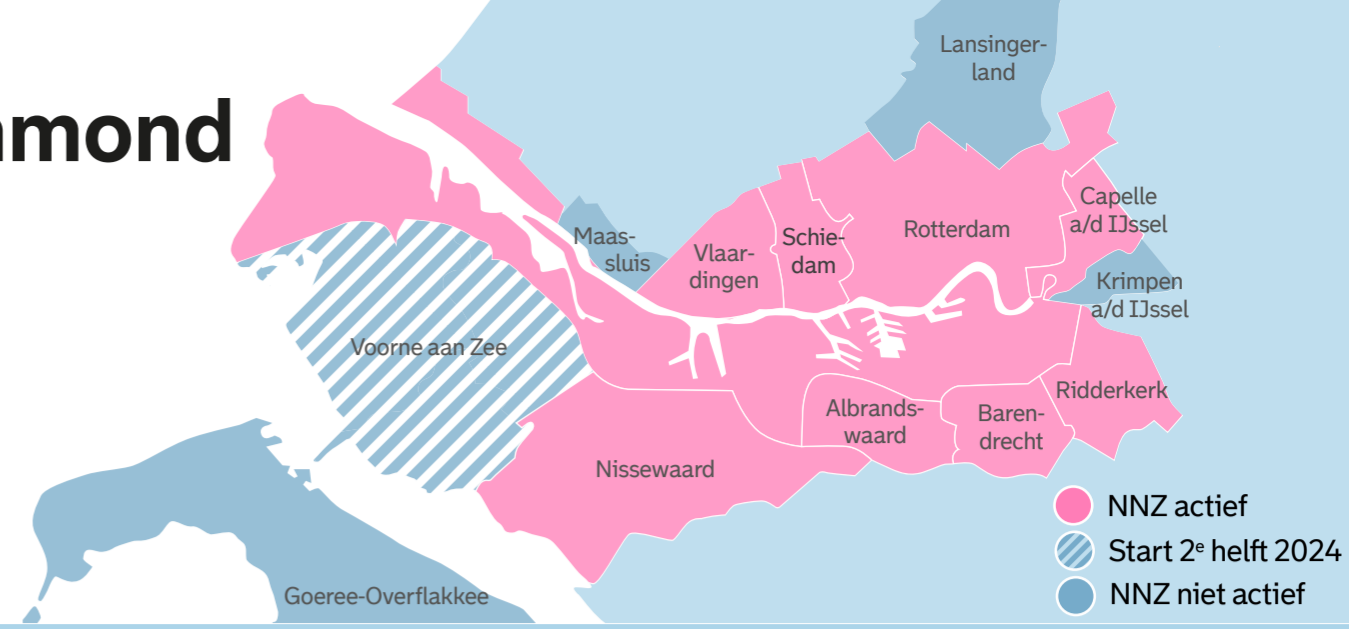 mond
Lansinger-
land
Capelle
a/d IJssel
Maas-
sluis
Vlaar-
dingen
Schie-
dam
Rotterdam
Krimpen
a/d IJssel
Voorne aan Zee
Ridderkerk
Albrands-
waard
Baren-
drecht
Nissewaard
Goeree-Overflakkee
NNZ actief
Start 2e helft 2024
NNZ niet actief